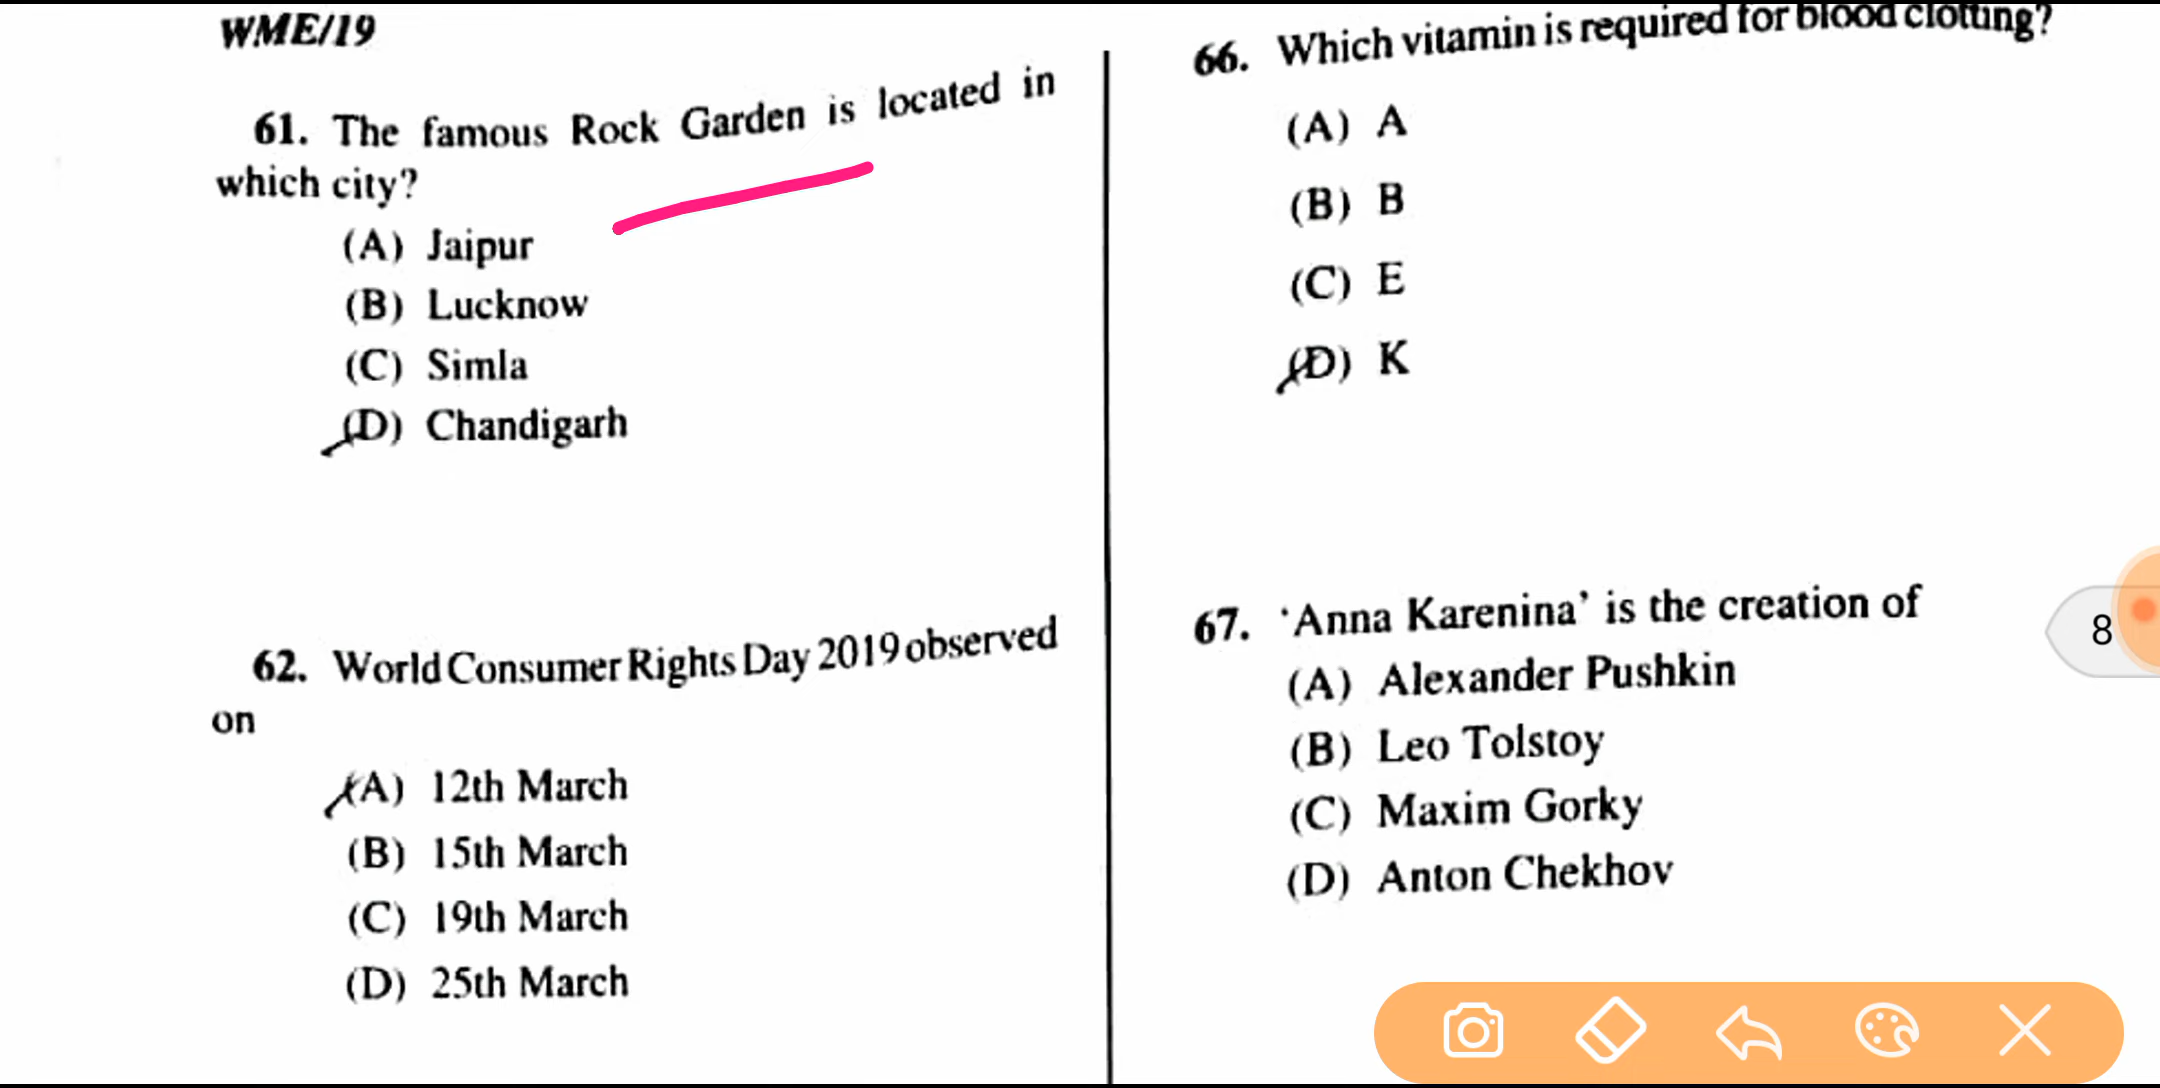 WME/19
61. The famous Rock Garden is located in
which city?
(A) Jaipur
(B) Lucknow
(C) Simla
(D) Chandigarh
62. World Consumer Rights Day 2019 observed
on
(A) 12th March
(B) 15th March
(C) 19th March
(D) 25th March
66. Which vitamin is required for blood clotting?
(A) A
(B) B
(C) E
(D) K
67. ‘Anna Karenina’ is the creation of
(A) Alexander Pushkin
(B) Leo Tolstoy
(C) Maxim Gorky
(D) Anton Chekhov
8